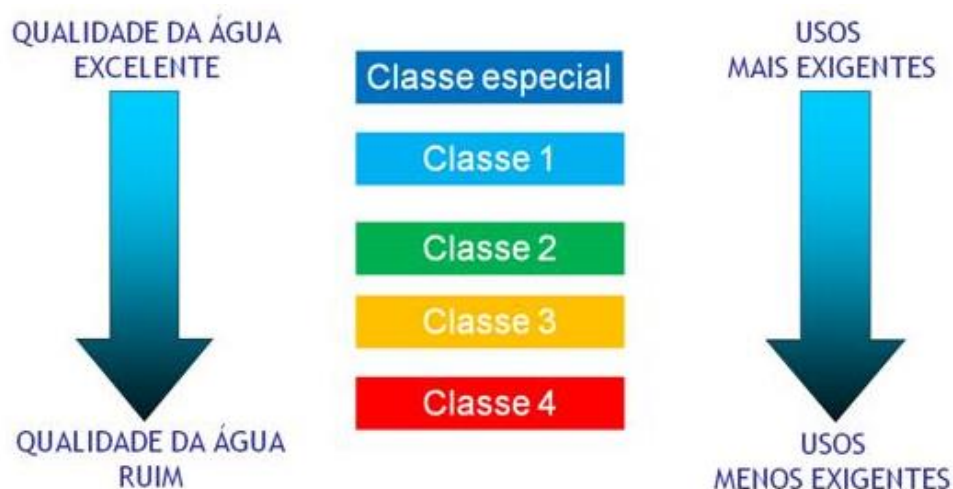 QUALIDADE DA ÁGUA
EXCELENTE
USOS
MAIS EXIGENTES
Classe especial
Classe 1
Classe 2
Classe 3
Classe 4
QUALIDADE DA ÁGUA
RUIM
USOS
MENOS EXIGENTES